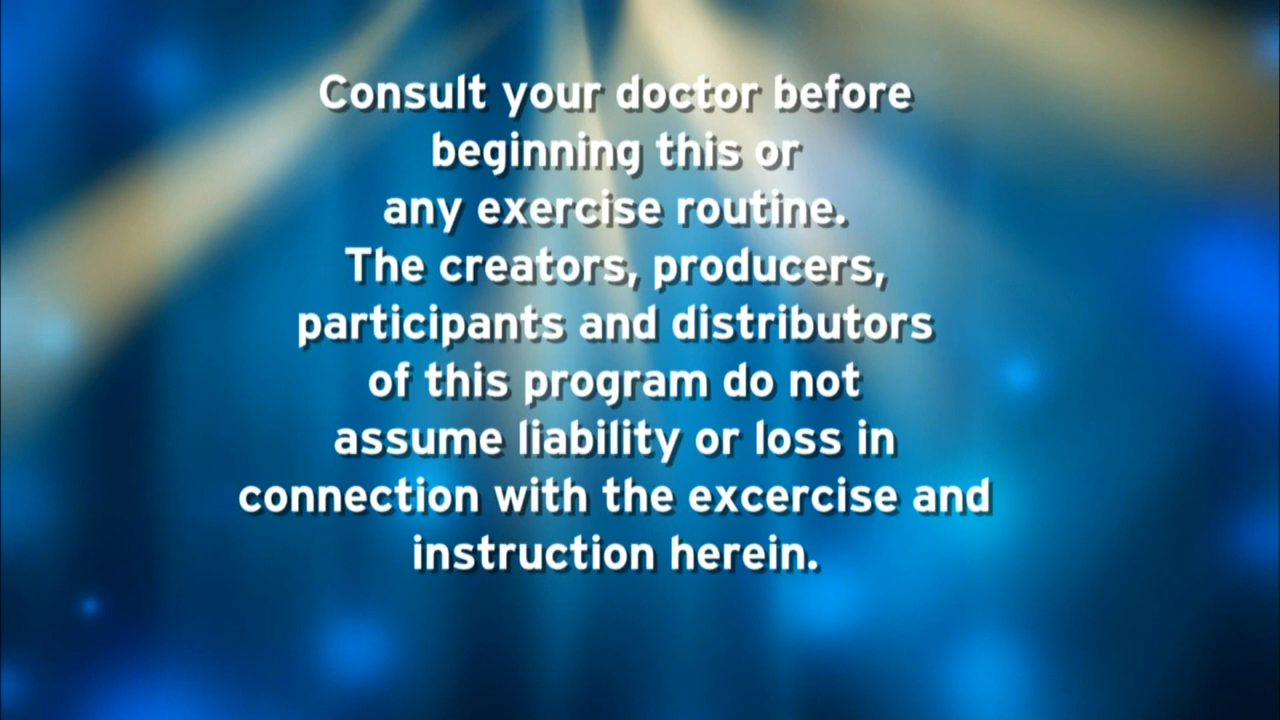 Consult your doctor before
beginning this or
any exercise routine.
The creators, producers,
participants and distributors
of this program do not
assume liability or loss in
connection with the excercise and
instruction herein.